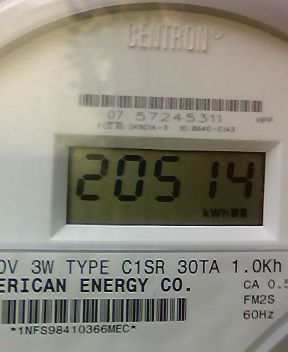 CENTRON®
07 57245311
HPP
20514
kWh
0V 3W TYPE C1SR 30TA 1.0Kh
ERICAN ENERGY CO.
CA 0.5
FM2S
60Hz
*1NFS98410366MEC*